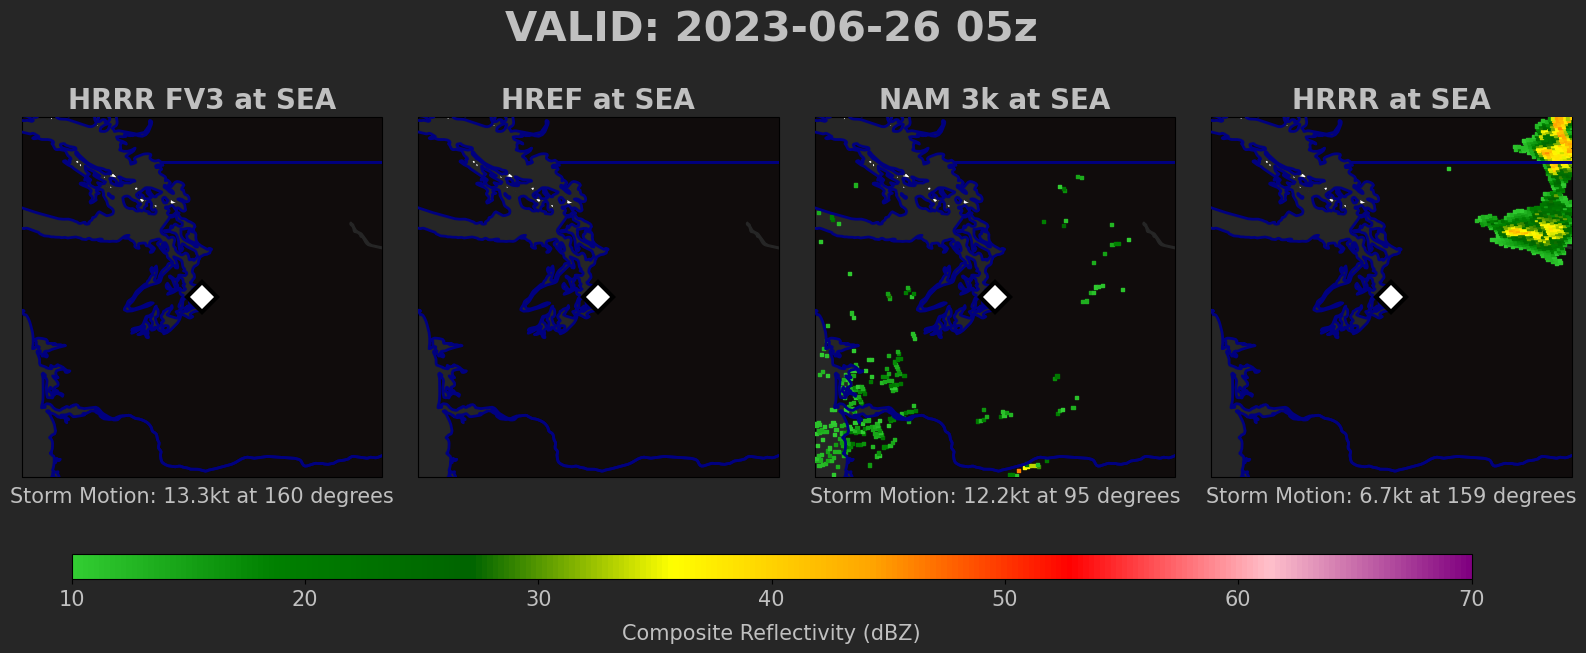 VALID: 2023-06-26 05z
HRRR FV3 at SEA
HREF at SEA
NAM 3k at SEA
HRRR at SEA
Storm Motion: 13.3kt at 160 degrees
Storm Motion: 12.2kt at 95 degrees
Storm Motion: 6.7kt at 159 degrees
10 20 30 40 50 60 70
Composite Reflectivity (dBZ)